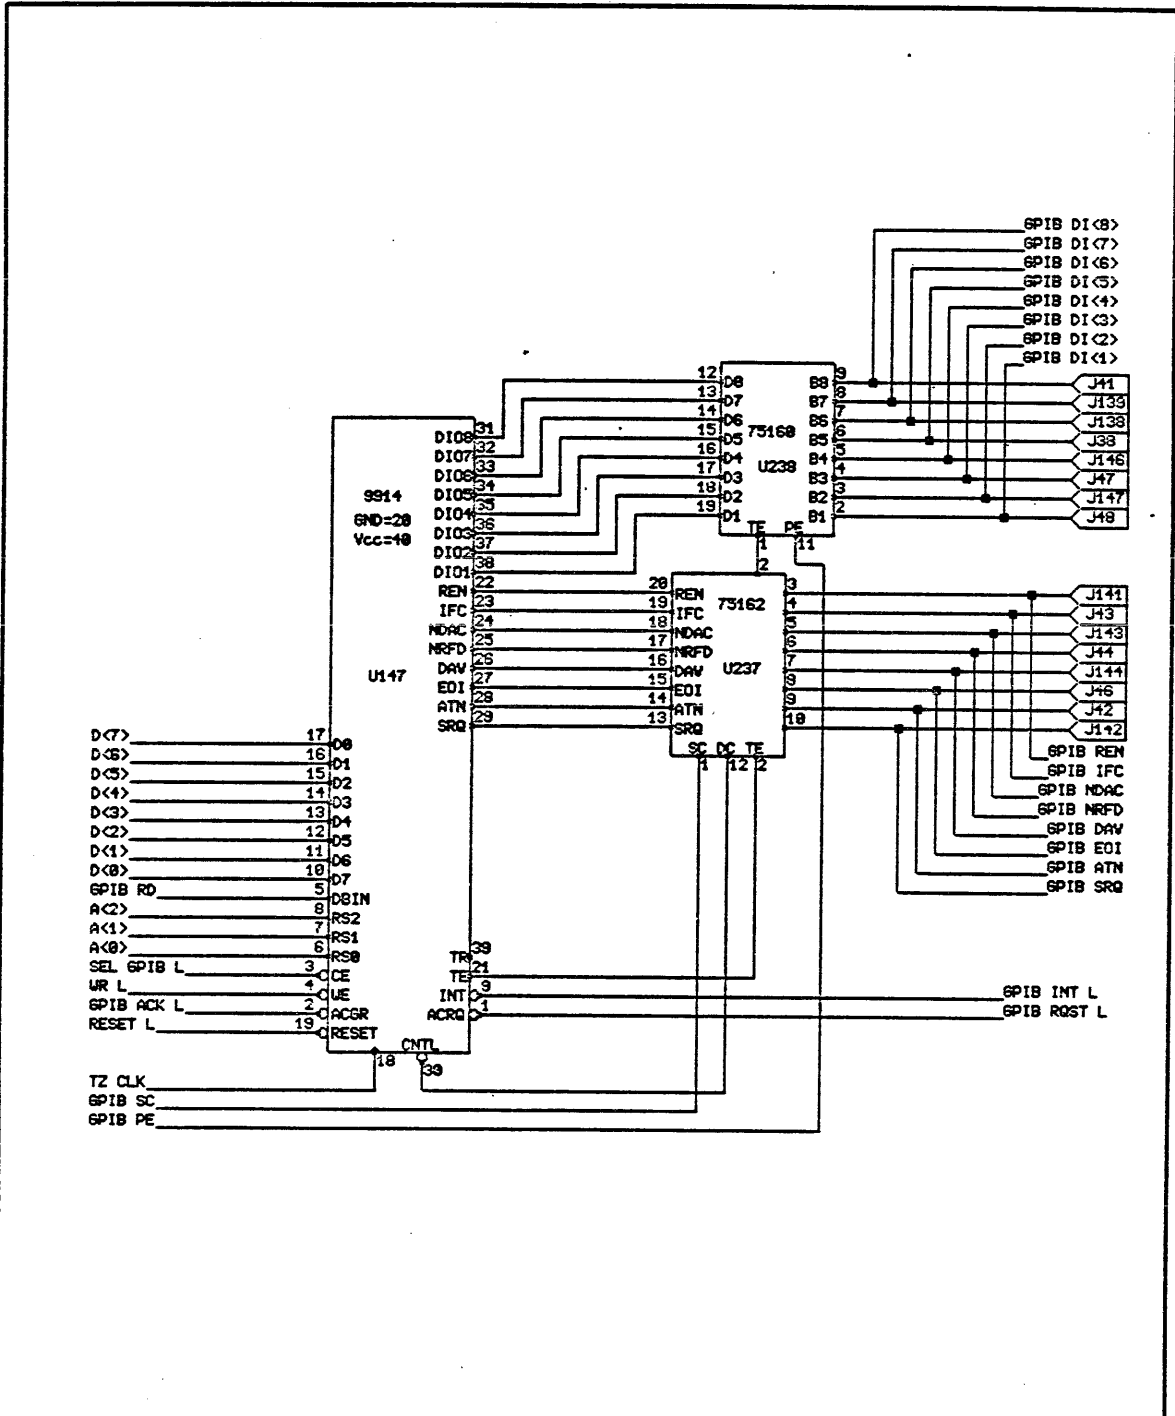 GPIB DI<8>
GPIB DI<7>
GPIB DI<6>
GPIB DI<5>
GPIB DI<4>
GPIB DI<3>
GPIB DI<2>
GPIB DI<1>
12 D8 B8 9 J41
13 D7 B7 8 J139
14 D6 B6 7 J138
15 D5 75160 B5 6 J38
16 D4 B4 5 J146
17 D3 U238 B3 4 J47
18 D2 B2 3 J147
19 D1 B1 2 J48
TE PE
1 11
2
DIO8 31
DIO7 32
DIO6 33
DIO5 34
DIO4 35
DIO3 36
DIO2 37
DIO1 38
9914
GND=20
Vcc=40
REN 22 20 REN 75162 3 J141
IFC 23 19 IFC 4 J43
NDAC 24 18 NDAC 5 J143
NRFD 25 17 NRFD 6 J44
DAV 26 16 DAV U237 7 J144
EOI 27 15 EOI J46
ATN 28 14 ATN 9 J42
SRQ 29 13 SRQ 10 J142
U147
SC DC TE
1 12 2
GPIB REN
GPIB IFC
GPIB NDAC
GPIB NRFD
GPIB DAV
GPIB EOI
GPIB ATN
GPIB SRQ
D<7> 17 D0
D<6> 16 D1
D<5> 15 D2
D<4> 14 D3
D<3> 13 D4
D<2> 12 D5
D<1> 11 D6
D<0> 10 D7
GPIB RD 5 DBIN
A<2> 8 RS2
A<1> 7 RS1
A<0> 6 RS0 TR 39
SEL GPIB L 3 CE TE 21
WR L 4 WE INT 9 GPIB INT L
GPIB ACK L 2 ACGR ACRQ 1 GPIB RQST L
RESET L 19 RESET
CNTL
18
TZ CLK
GPIB SC
GPIB PE